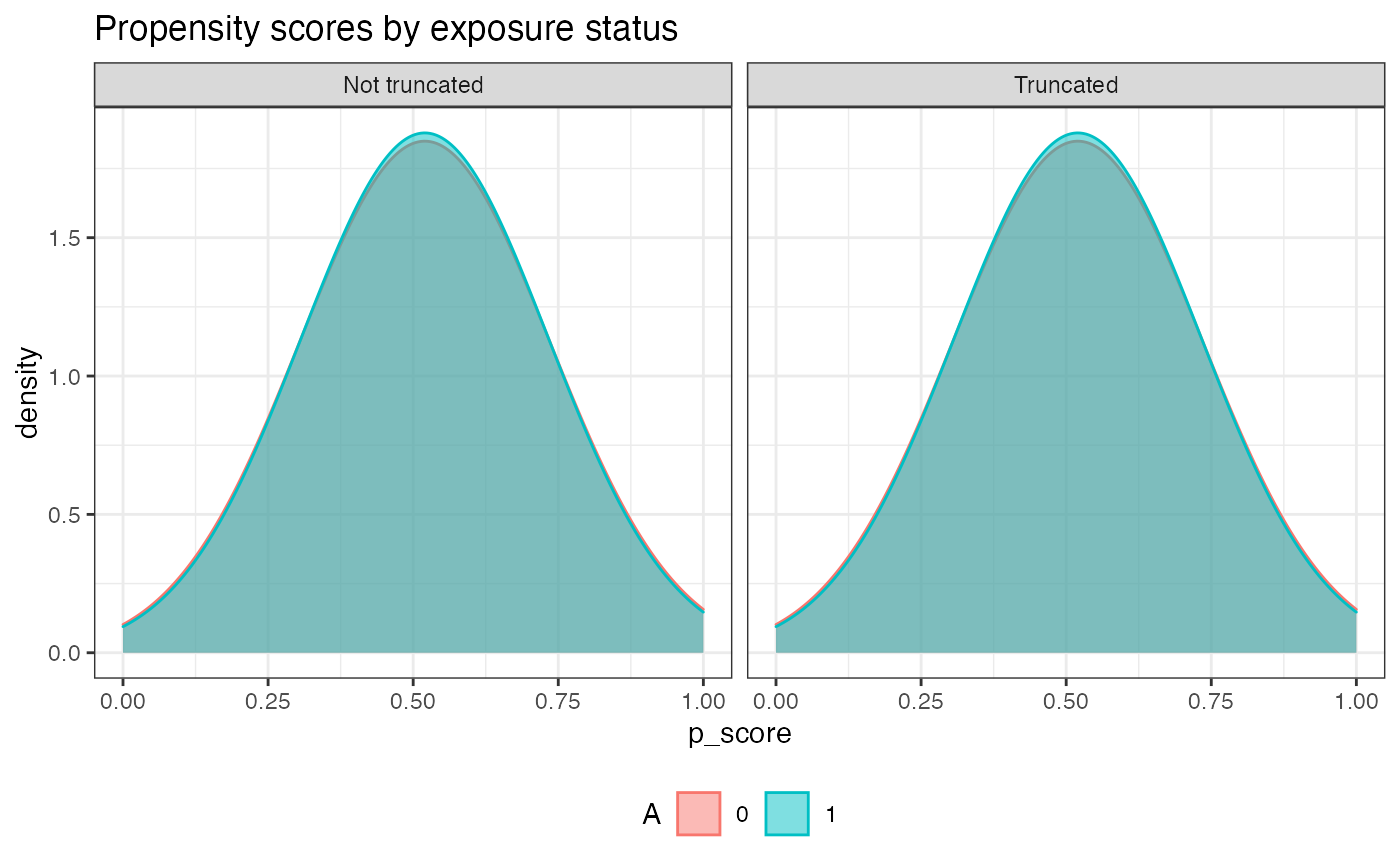 Propensity scores by exposure status
Not truncated
Truncated
density
1.5
1.0
0.5
0.0
0.00 0.25 0.50 0.75 1.00
0.00 0.25 0.50 0.75 1.00
p_score
A 0 1